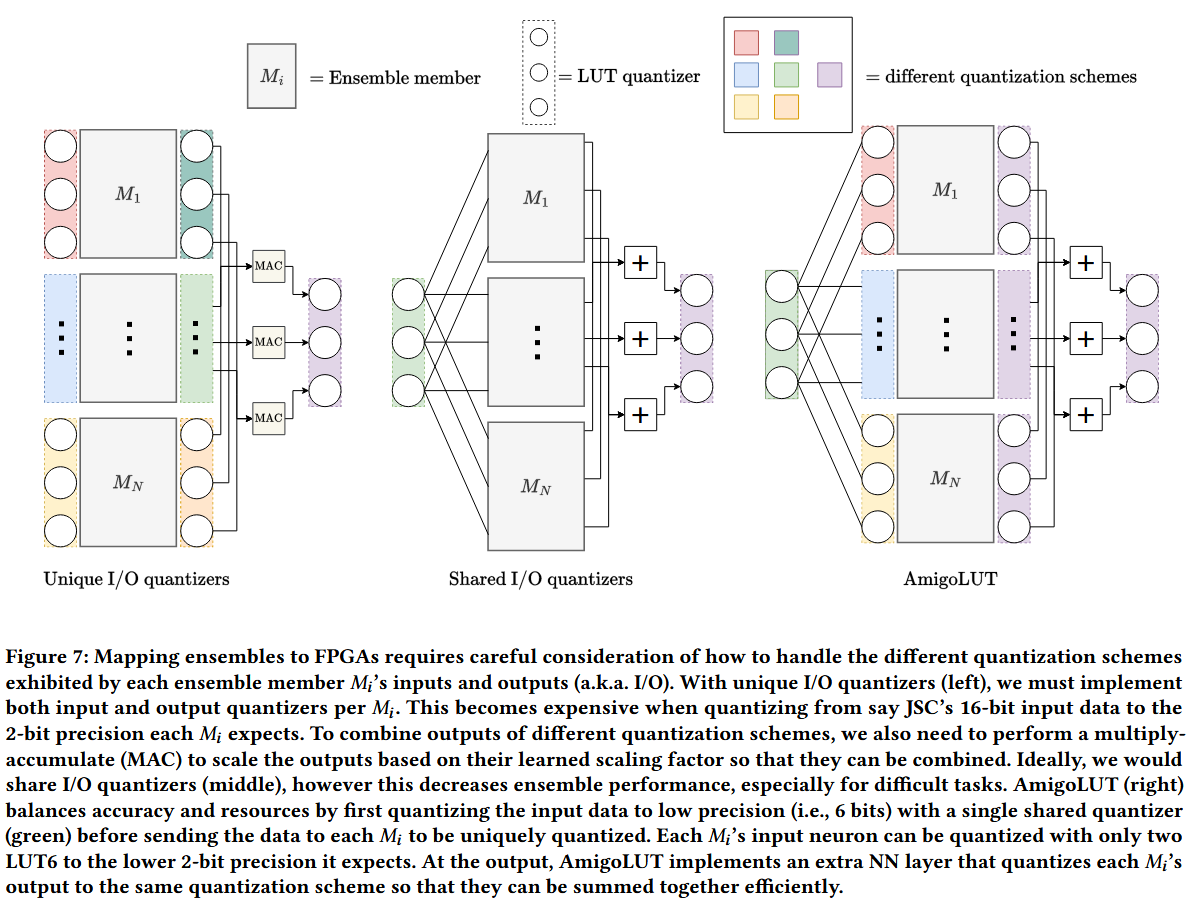 M_i = Ensemble member
= LUT quantizer
= different quantization schemes
M_1
MAC
MAC
MAC
M_N
Unique I/O quantizers
M_1
+
+
+
M_N
Shared I/O quantizers
M_1
+
+
+
M_N
AmigoLUT
Figure 7: Mapping ensembles to FPGAs requires careful consideration of how to handle the different quantization schemes
exhibited by each ensemble member M_i's inputs and outputs (a.k.a. I/O). With unique I/O quantizers (left), we must implement
both input and output quantizers per M_i. This becomes expensive when quantizing from say JSC's 16-bit input data to the
2-bit precision each M_i expects. To combine outputs of different quantization schemes, we also need to perform a multiply-
accumulate (MAC) to scale the outputs based on their learned scaling factor so that they can be combined. Ideally, we would
share I/O quantizers (middle), however this decreases ensemble performance, especially for difficult tasks. AmigoLUT (right)
balances accuracy and resources by first quantizing the input data to low precision (i.e., 6 bits) with a single shared quantizer
(green) before sending the data to each M_i to be uniquely quantized. Each M_i's input neuron can be quantized with only two
LUT6 to the lower 2-bit precision it expects. At the output, AmigoLUT implements an extra NN layer that quantizes each M_i's
output to the same quantization scheme so that they can be summed together efficiently.